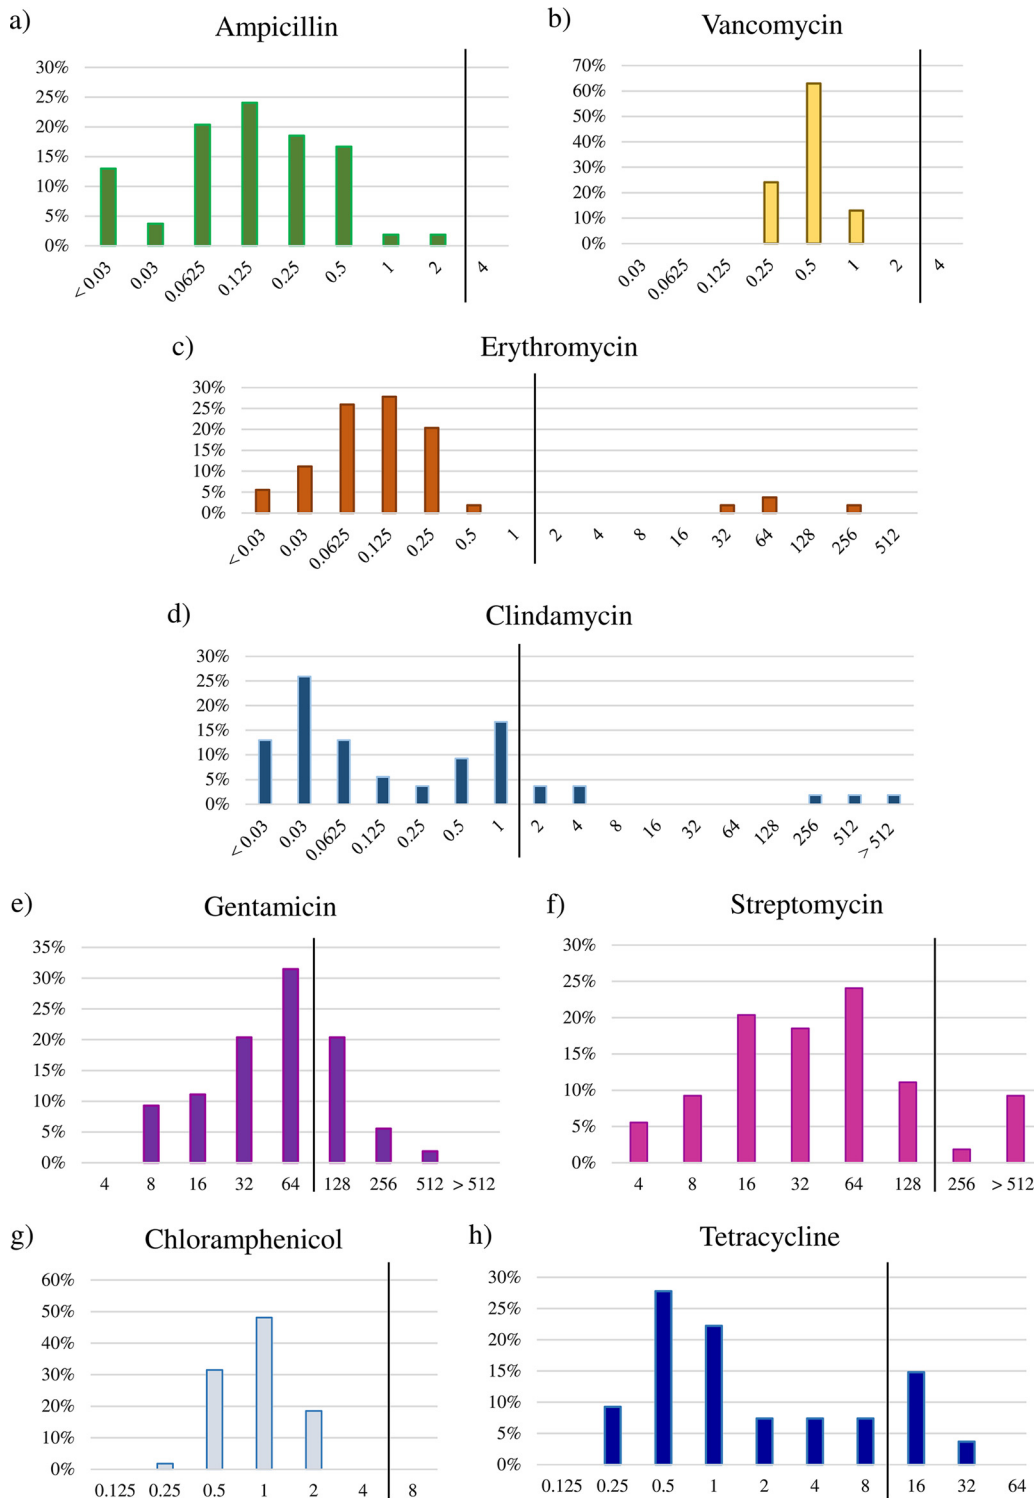 a)
Ampicillin
30%
25%
20%
15%
10%
5%
0%
< 0.03 0.03 0.0625 0.125 0.25 0.5 1 2 4
b)
Vancomycin
70%
60%
50%
40%
30%
20%
10%
0%
0.03 0.0625 0.125 0.25 0.5 1 2 4
c)
Erythromycin
30%
25%
20%
15%
10%
5%
0%
< 0.03 0.03 0.0625 0.125 0.25 0.5 1 2 4 8 16 32 64 128 256 512
d)
Clindamycin
30%
25%
20%
15%
10%
5%
0%
< 0.03 0.03 0.0625 0.125 0.25 0.5 1 2 4 8 16 32 64 128 256 512 > 512
e)
Gentamicin
35%
30%
25%
20%
15%
10%
5%
0%
4 8 16 32 64 128 256 512 > 512
f)
Streptomycin
30%
25%
20%
15%
10%
5%
0%
4 8 16 32 64 128 256 > 512
g)
Chloramphenicol
60%
50%
40%
30%
20%
10%
0%
0.125 0.25 0.5 1 2 4 8
h)
Tetracycline
30%
25%
20%
15%
10%
5%
0%
0.125 0.25 0.5 1 2 4 8 16 32 64